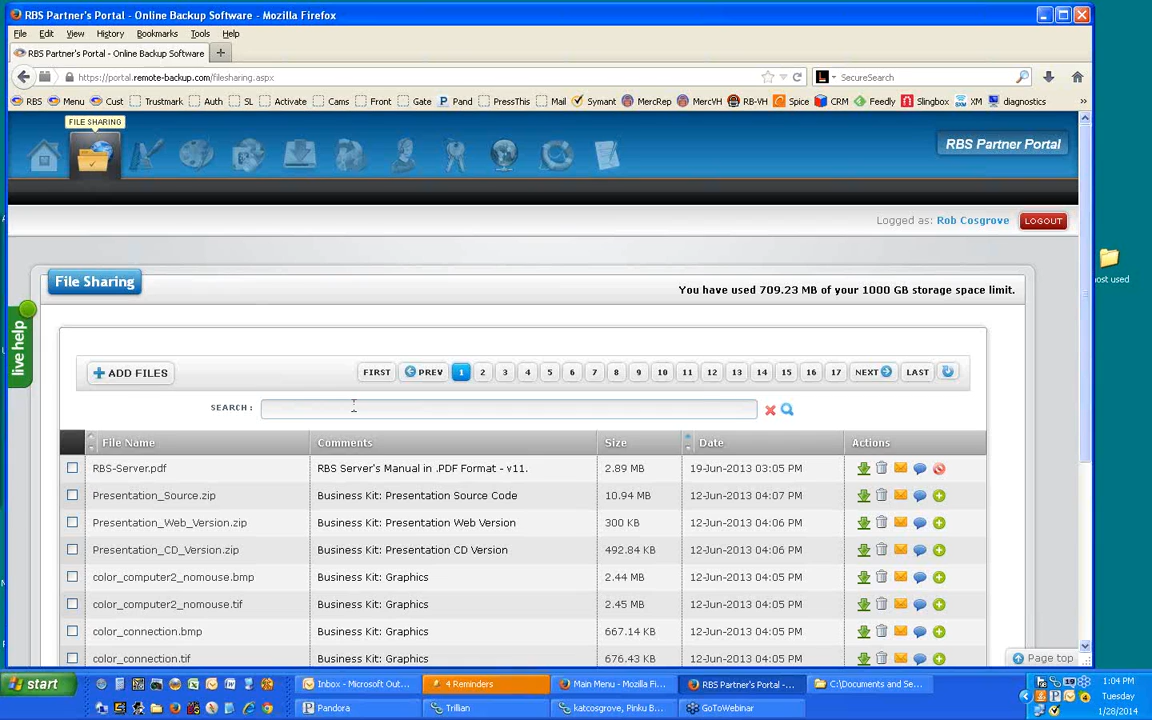 RBS Partner's Portal - Online Backup Software - Mozilla Firefox
File Edit View History Bookmarks Tools Help
RBS Partner's Portal - Online Backup Software
https://portal.remote-backup.com/filesharing.aspx
SecureSearch
RBS Menu Cust Trustmark Auth SL Activate Cams Front Gate Pand PressThis Mail Symant MercRep MercVH RB-VH Spice CRM Feedly Slingbox XM diagnostics
FILE SHARING
RBS Partner Portal
Logged as: Rob Cosgrove LOGOUT
ost used
File Sharing
You have used 709.23 MB of your 1000 GB storage space limit.
live help
ADD FILES FIRST PREV 1 2 3 4 5 6 7 8 9 10 11 12 13 14 15 16 17 NEXT LAST
SEARCH :
File Name Comments Size Date Actions
RBS-Server.pdf RBS Server's Manual in .PDF Format - v11. 2.89 MB 19-Jun-2013 03:05 PM
Presentation_Source.zip Business Kit: Presentation Source Code 10.94 MB 12-Jun-2013 04:07 PM
Presentation_Web_Version.zip Business Kit: Presentation Web Version 300 KB 12-Jun-2013 04:06 PM
Presentation_CD_Version.zip Business Kit: Presentation CD Version 492.84 KB 12-Jun-2013 04:06 PM
color_computer2_nomouse.bmp Business Kit: Graphics 2.44 MB 12-Jun-2013 04:05 PM
color_computer2_nomouse.tif Business Kit: Graphics 2.45 MB 12-Jun-2013 04:05 PM
color_connection.bmp Business Kit: Graphics 667.14 KB 12-Jun-2013 04:05 PM
color_connection.tif Business Kit: Graphics 676.43 KB 12-Jun-2013 04:05 PM
Page top
start Inbox - Microsoft Out... 4 Reminders Main Menu - Mozilla Fi... RBS Partner's Portal -... C:\Documents and Se... 1:04 PM
Tuesday
Pandora Trillian katcosgrove, Pinku B... GoToWebinar 1/28/2014